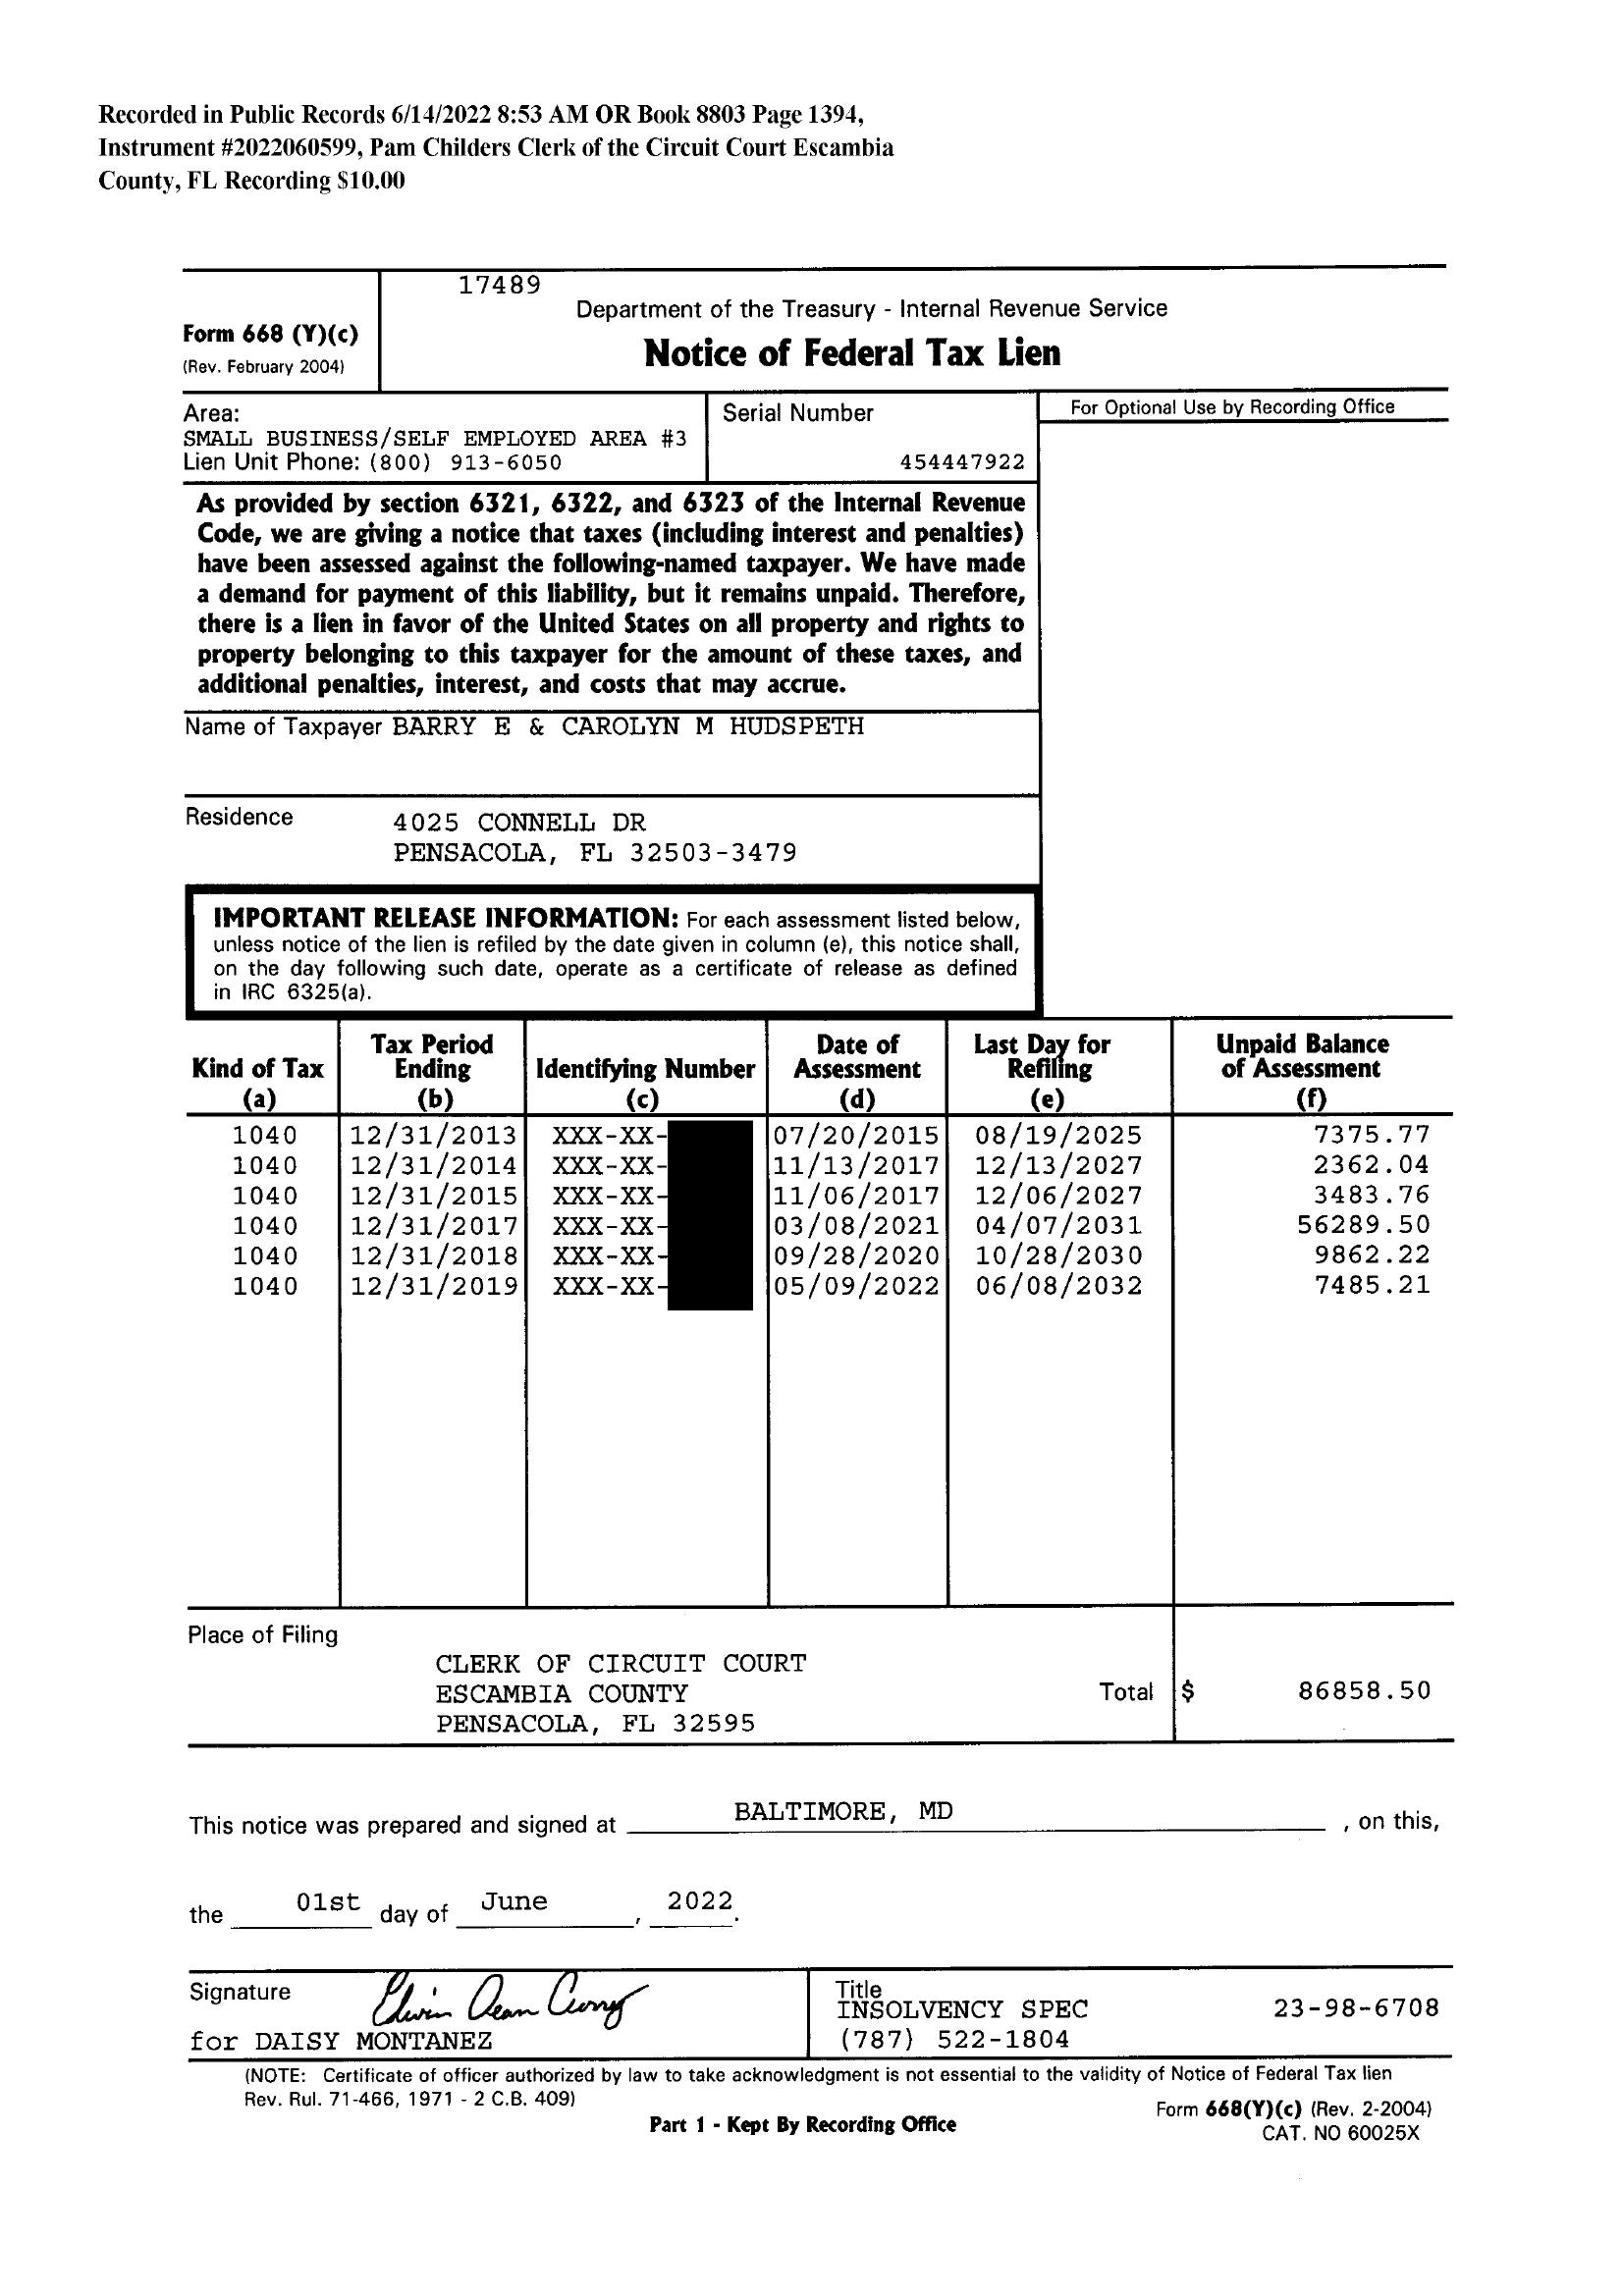 Recorded in Public Records 6/14/2022 8:53 AM OR Book 8803 Page 1394,
Instrument #2022060599, Pam Childers Clerk of the Circuit Court Escambia
County, FL Recording $10.00
17489
Department of the Treasury - Internal Revenue Service
Form 668 (Y)(c)
(Rev. February 2004)
Notice of Federal Tax Lien
Area:
SMALL BUSINESS/SELF EMPLOYED AREA #3
Lien Unit Phone: (800) 913-6050
Serial Number
454447922
For Optional Use by Recording Office
As provided by section 6321, 6322, and 6323 of the Internal Revenue
Code, we are giving a notice that taxes (including interest and penalties)
have been assessed against the following-named taxpayer. We have made
a demand for payment of this liability, but it remains unpaid. Therefore,
there is a lien in favor of the United States on all property and rights to
property belonging to this taxpayer for the amount of these taxes, and
additional penalties, interest, and costs that may accrue.
Name of Taxpayer BARRY E & CAROLYN M HUDSPETH
Residence
4025 CONNELL DR
PENSACOLA, FL 32503-3479
IMPORTANT RELEASE INFORMATION: For each assessment listed below,
unless notice of the lien is refiled by the date given in column (e), this notice shall,
on the day following such date, operate as a certificate of release as defined
in IRC 6325(a).
Kind of Tax (a) Tax Period Ending (b) Identifying Number (c) Date of Assessment (d) Last Day for Refiling (e) Unpaid Balance of Assessment (f)
1040 12/31/2013 XXX-XX- 07/20/2015 08/19/2025 7375.77
1040 12/31/2014 XXX-XX- 11/13/2017 12/13/2027 2362.04
1040 12/31/2015 XXX-XX- 11/06/2017 12/06/2027 3483.76
1040 12/31/2017 XXX-XX- 03/08/2021 04/07/2031 56289.50
1040 12/31/2018 XXX-XX- 09/28/2020 10/28/2030 9862.22
1040 12/31/2019 XXX-XX- 05/09/2022 06/08/2032 7485.21
Place of Filing
CLERK OF CIRCUIT COURT
ESCAMBIA COUNTY
PENSACOLA, FL 32595
Total $ 86858.50
This notice was prepared and signed at BALTIMORE, MD , on this,
the 01st day of June , 2022.
Signature
for DAISY MONTANEZ
Title
INSOLVENCY SPEC 23-98-6708
(787) 522-1804
(NOTE: Certificate of officer authorized by law to take acknowledgment is not essential to the validity of Notice of Federal Tax lien
Rev. Rul. 71-466, 1971 - 2 C.B. 409)
Part 1 - Kept By Recording Office
Form 668(Y)(c) (Rev. 2-2004)
CAT. NO 60025X